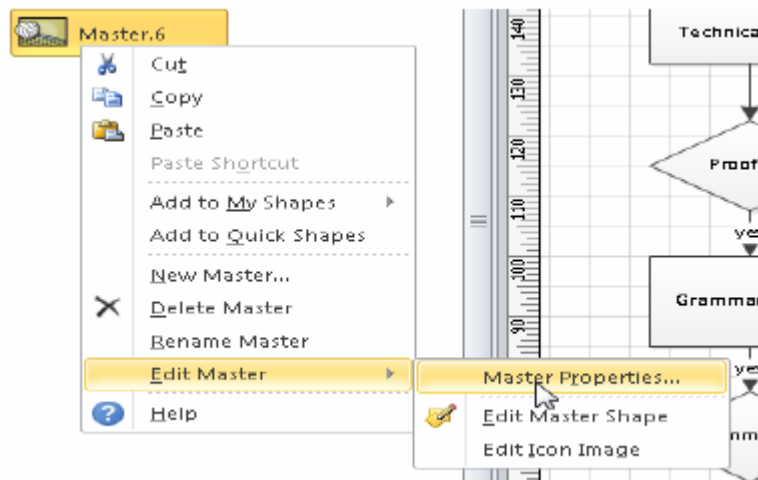 Master.6
Cut
Copy
Paste
Paste Shortcut
Add to My Shapes
Add to Quick Shapes
New Master...
Delete Master
Rename Master
Edit Master
Help
Master Properties...
Edit Master Shape
Edit Icon Image
140
130
120
110
100
90
Technica
Proof
yes
Gramma
ye
mm